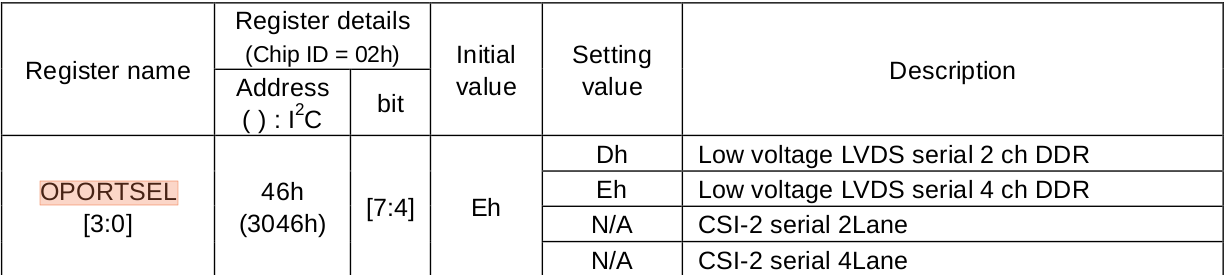 Register name
Register details
(Chip ID = 02h)
Address
( ) : I2C
bit
Initial
value
Setting
value
Description
OPORTSEL
[3:0]
46h
(3046h)
[7:4]
Eh
Dh
Low voltage LVDS serial 2 ch DDR
Eh
Low voltage LVDS serial 4 ch DDR
N/A
CSI-2 serial 2Lane
N/A
CSI-2 serial 4Lane